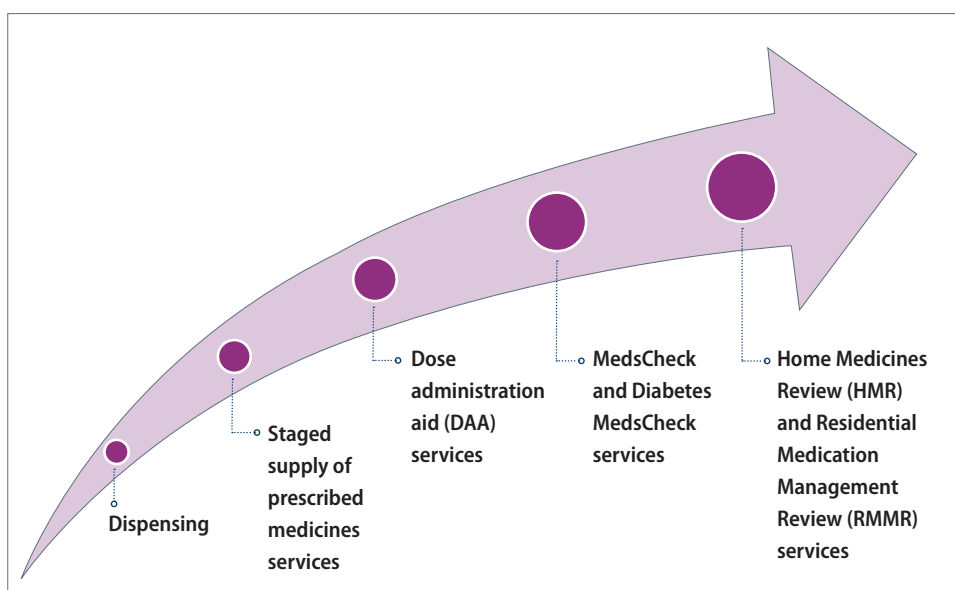 Dispensing
Staged
supply of
prescribed
medicines
services
Dose
administration
aid (DAA)
services
MedsCheck
and Diabetes
MedsCheck
services
Home Medicines
Review (HMR)
and Residential
Medication
Management
Review (RMMR)
services